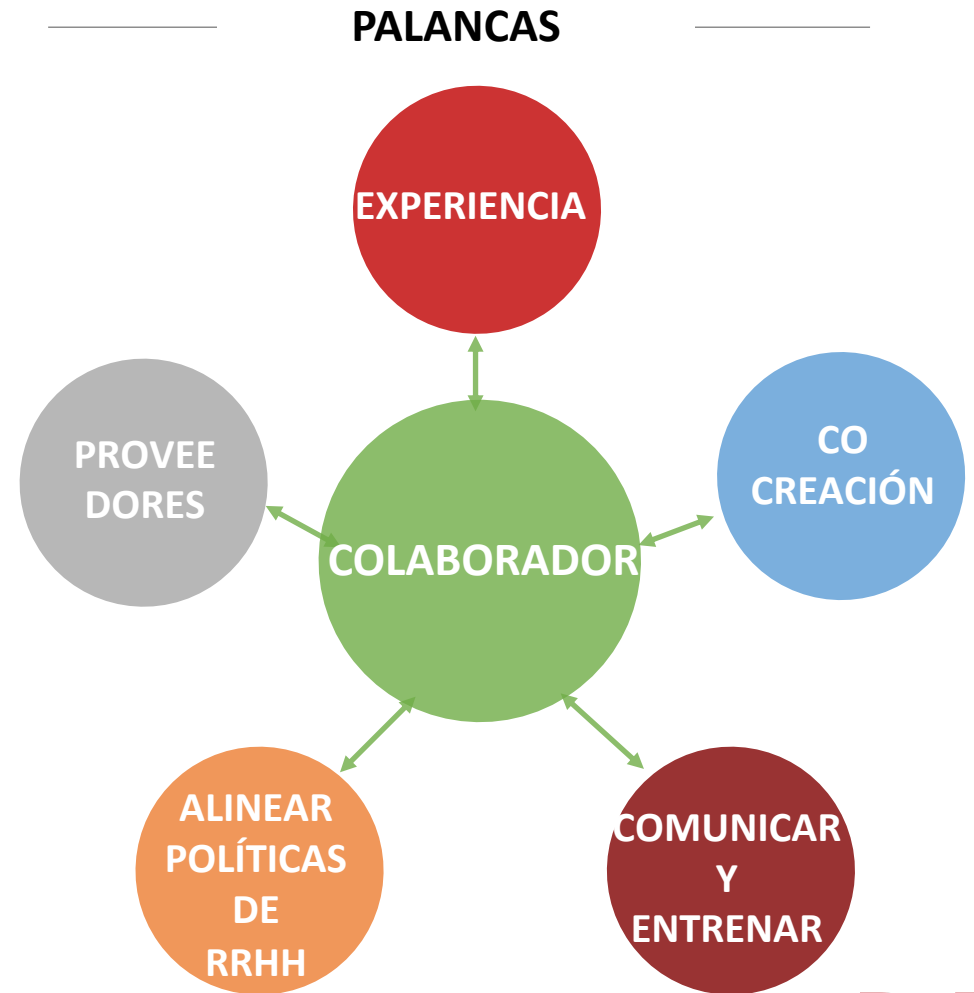 PALANCAS
EXPERIENCIA
PROVEE
DORES
CO
CREACIÓN
COLABORADOR
ALINEAR
POLÍTICAS
DE
RRHH
COMUNICAR
Y
ENTRENAR